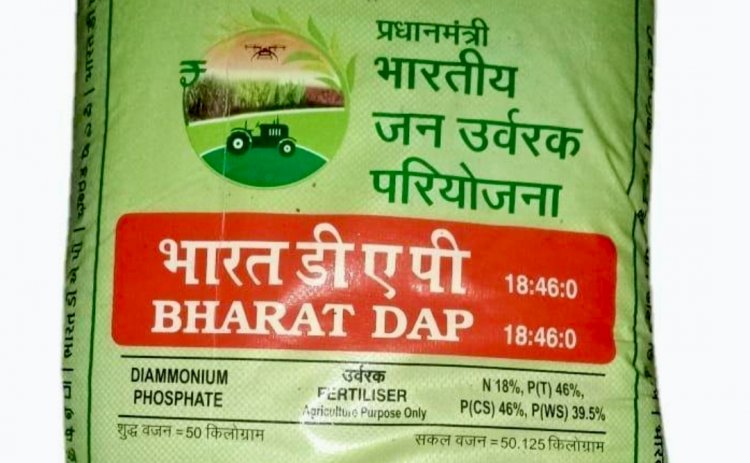 प्रधानमंत्री
भारतीय
जन उर्वरक
परियोजना
भारत डी ए पी 18:46:0
BHARAT DAP 18:46:0
DIAMMONIUM PHOSPHATE
उर्वरक
FERTILISER
Agriculture Purpose Only
N 18%, P(T) 46%,
P(CS) 46%, P(WS) 39.5%
शुद्ध वजन = 50 किलोग्राम
सकल वजन = 50.125 किलोग्राम